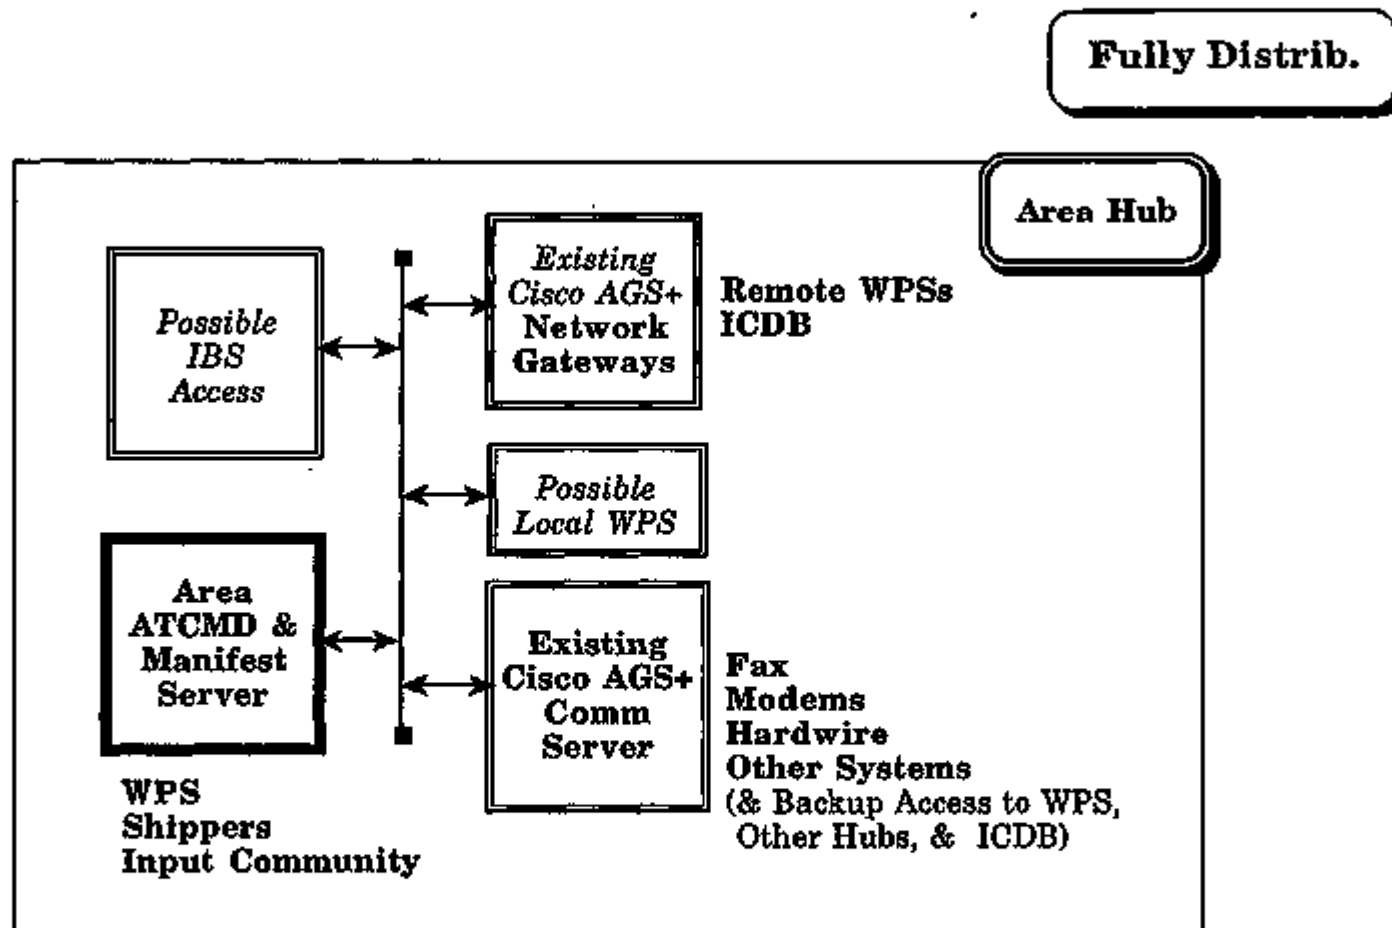 Fully Distrib.
Area Hub
Possible
IBS
Access
Existing
Cisco AGS+
Network
Gateways
Remote WPSs
ICDB
Possible
Local WPS
Area
ATCMD &
Manifest
Server
WPS
Shippers
Input Community
Existing
Cisco AGS+
Comm
Server
Fax
Modems
Hardwire
Other Systems
(& Backup Access to WPS,
Other Hubs, & ICDB)